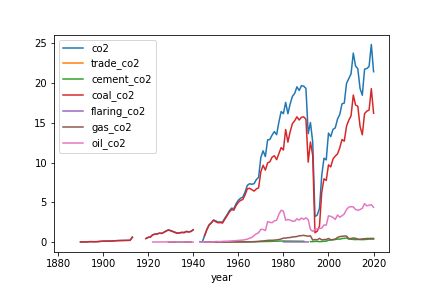 co2
trade_co2
cement_co2
coal_co2
flaring_co2
gas_co2
oil_co2
25
20
15
10
5
0
1880
1900
1920
1940
1960
1980
2000
2020
year